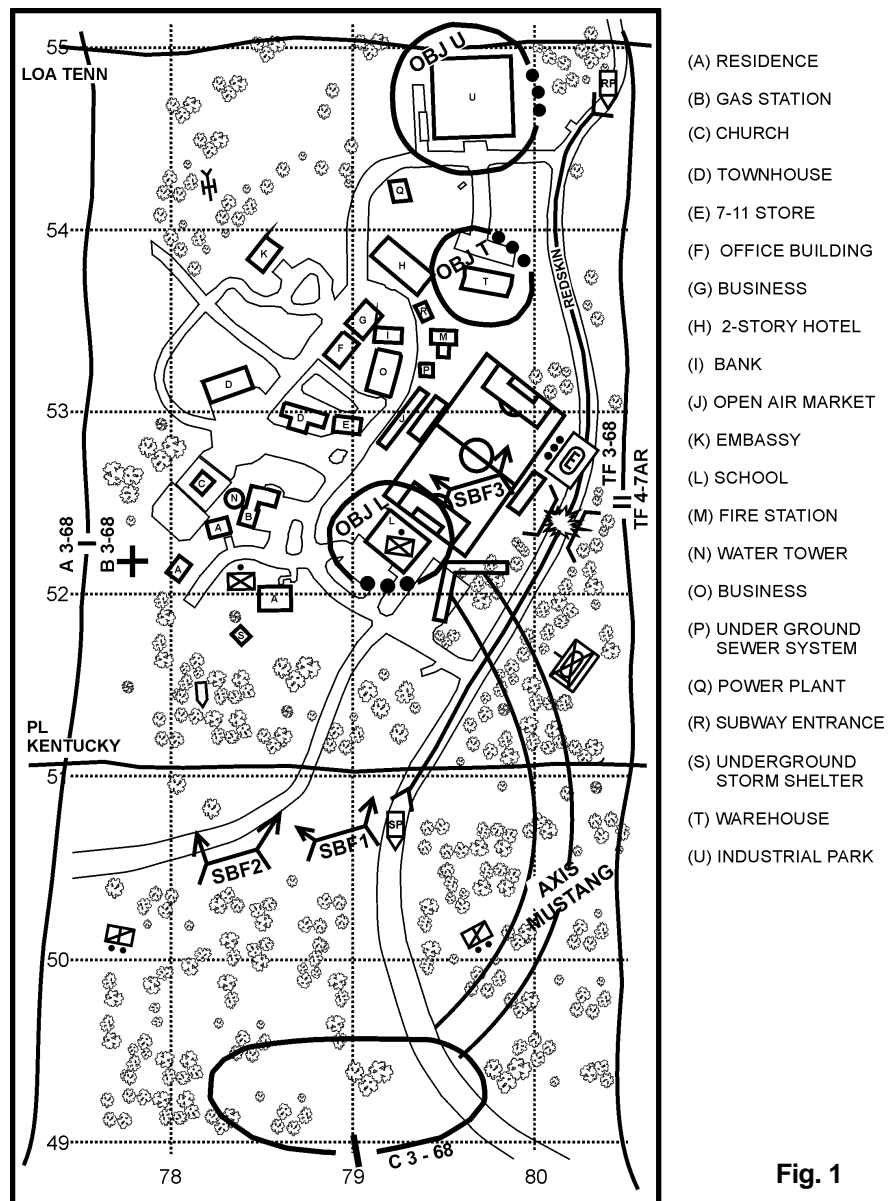 55
LOA TENN
OBJ U
U
RP
54
Q
K
H
OBJ T
T
REDSKIN
R
G
I
M
F
O
P
53
D
D
E
J
C
N
B
A
OBJ L
L
SBF3
TF 3-68
TF 4-7AR
A 3-68
B 3-68
A
A
52
S
PL
KENTUCKY
51
SP
SBF1
SBF2
AXIS
MUSTANG
50
49
C 3 - 68
78
79
80
(A) RESIDENCE
(B) GAS STATION
(C) CHURCH
(D) TOWNHOUSE
(E) 7-11 STORE
(F) OFFICE BUILDING
(G) BUSINESS
(H) 2-STORY HOTEL
(I) BANK
(J) OPEN AIR MARKET
(K) EMBASSY
(L) SCHOOL
(M) FIRE STATION
(N) WATER TOWER
(O) BUSINESS
(P) UNDER GROUND
SEWER SYSTEM
(Q) POWER PLANT
(R) SUBWAY ENTRANCE
(S) UNDERGROUND
STORM SHELTER
(T) WAREHOUSE
(U) INDUSTRIAL PARK
Fig. 1